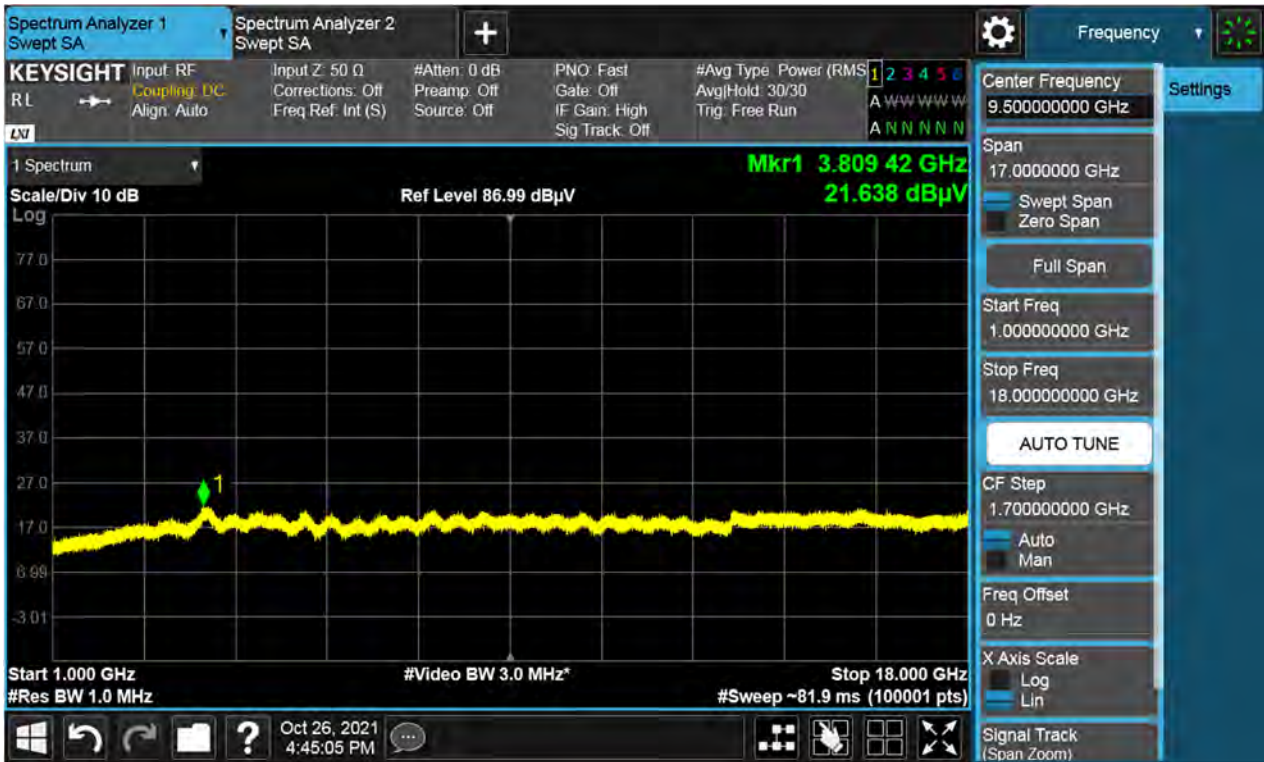 Spectrum Analyzer 1
Swept SA
Spectrum Analyzer 2
Swept SA
+
Frequency
KEYSIGHT
RL
LXI
Input: RF
Coupling: DC
Align: Auto
Input Z: 50 Ω
Corrections: Off
Freq Ref: Int (S)
#Atten: 0 dB
Preamp: Off
Source: Off
PNO: Fast
Gate: Off
IF Gain: High
Sig Track: Off
#Avg Type: Power (RMS
Avg|Hold: 30/30
Trig: Free Run
1 2 3 4 5 6
A W W W W W
A N N N N N
Center Frequency
9.500000000 GHz
Settings
Span
17.0000000 GHz
Swept Span
Zero Span
Full Span
Start Freq
1.000000000 GHz
Stop Freq
18.000000000 GHz
AUTO TUNE
CF Step
1.700000000 GHz
Auto
Man
Freq Offset
0 Hz
X Axis Scale
Log
Lin
Signal Track
(Span Zoom)
1 Spectrum
Mkr1 3.809 42 GHz
Scale/Div 10 dB
Ref Level 86.99 dBµV
21.638 dBµV
Log
77.0
67.0
57.0
47.0
37.0
27.0
1
17.0
6.99
-3.01
Start 1.000 GHz
#Video BW 3.0 MHz*
Stop 18.000 GHz
#Res BW 1.0 MHz
#Sweep ~81.9 ms (100001 pts)
?
Oct 26, 2021
4:45:05 PM